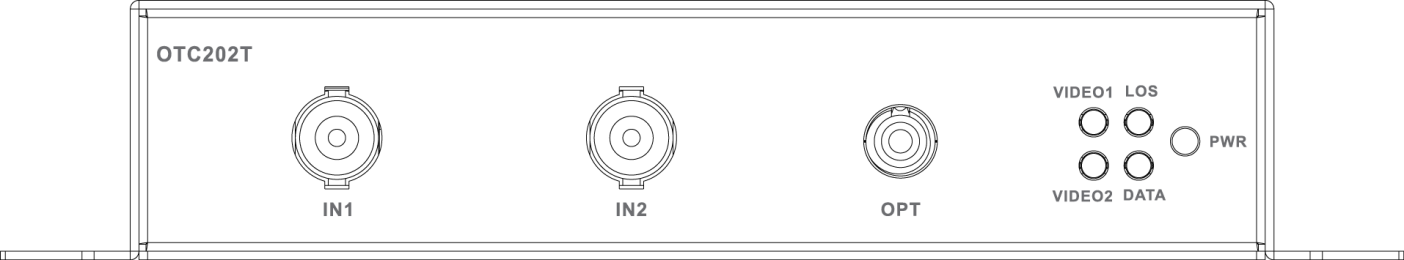 OTC202T
VIDEO1 LOS
PWR
VIDEO2 DATA
IN1 IN2 OPT